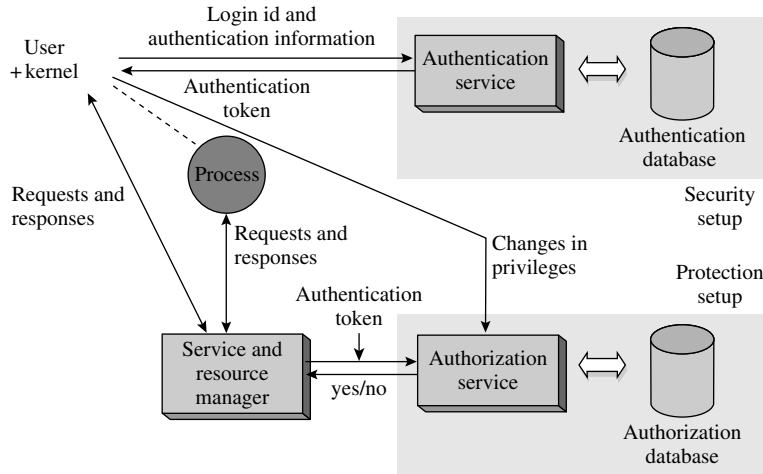 Login id and
authentication information
User
+ kernel
Authentication
service
Authentication
token
Authentication
database
Process
Requests and
responses
Security
setup
Requests and
responses
Changes in
privileges
Protection
setup
Authentication
token
Service and
resource
manager
yes/no
Authorization
service
Authorization
database